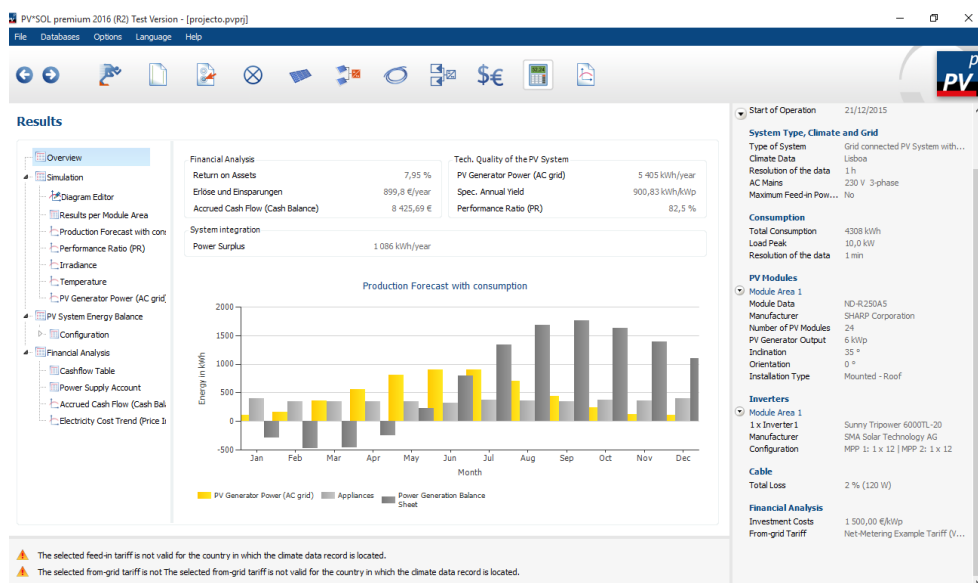 PV*SOL premium 2016 (R2) Test Version - [projecto.pvprj]
File Databases Options Language Help
p
PV
Results
Overview
Simulation
Diagram Editor
Results per Module Area
Production Forecast with con
Performance Ratio (PR)
Irradiance
Temperature
PV Generator Power (AC grid)
PV System Energy Balance
Configuration
Financial Analysis
Cashflow Table
Power Supply Account
Accrued Cash Flow (Cash Bal
Electricity Cost Trend (Price I
Financial Analysis
Return on Assets 7,95 %
Erlöse und Einsparungen 899,8 €/year
Accrued Cash Flow (Cash Balance) 8 425,69 €
Tech. Quality of the PV System
PV Generator Power (AC grid) 5 405 kWh/year
Spec. Annual Yield 900,83 kWh/kWp
Performance Ratio (PR) 82,5 %
System integration
Power Surplus 1 086 kWh/year
Production Forecast with consumption
Energy in kWh
2000
1500
1000
500
0
-500
Jan Feb Mar Apr May Jun Jul Aug Sep Oct Nov Dec
Month
PV Generator Power (AC grid) Appliances Power Generation Balance
Sheet
Start of Operation 21/12/2015
System Type, Climate and Grid
Type of System Grid connected PV System with...
Climate Data Lisboa
Resolution of the data 1 h
AC Mains 230 V 3-phase
Maximum Feed-in Pow... No
Consumption
Total Consumption 4308 kWh
Load Peak 10,0 kW
Resolution of the data 1 min
PV Modules
Module Area 1
Module Data ND-R250A5
Manufacturer SHARP Corporation
Number of PV Modules 24
PV Generator Output 6 kWp
Inclination 35 °
Orientation 0 °
Installation Type Mounted - Roof
Inverters
Module Area 1
1 x Inverter1 Sunny Tripower 6000TL-20
Manufacturer SMA Solar Technology AG
Configuration MPP 1: 1 x 12 | MPP 2: 1 x 12
Cable
Total Loss 2 % (120 W)
Financial Analysis
Investment Costs 1 500,00 €/kWp
From-grid Tariff Net-Metering Example Tariff (V...
The selected feed-in tariff is not valid for the country in which the climate data record is located.
The selected from-grid tariff is not The selected from-grid tariff is not valid for the country in which the climate data record is located.